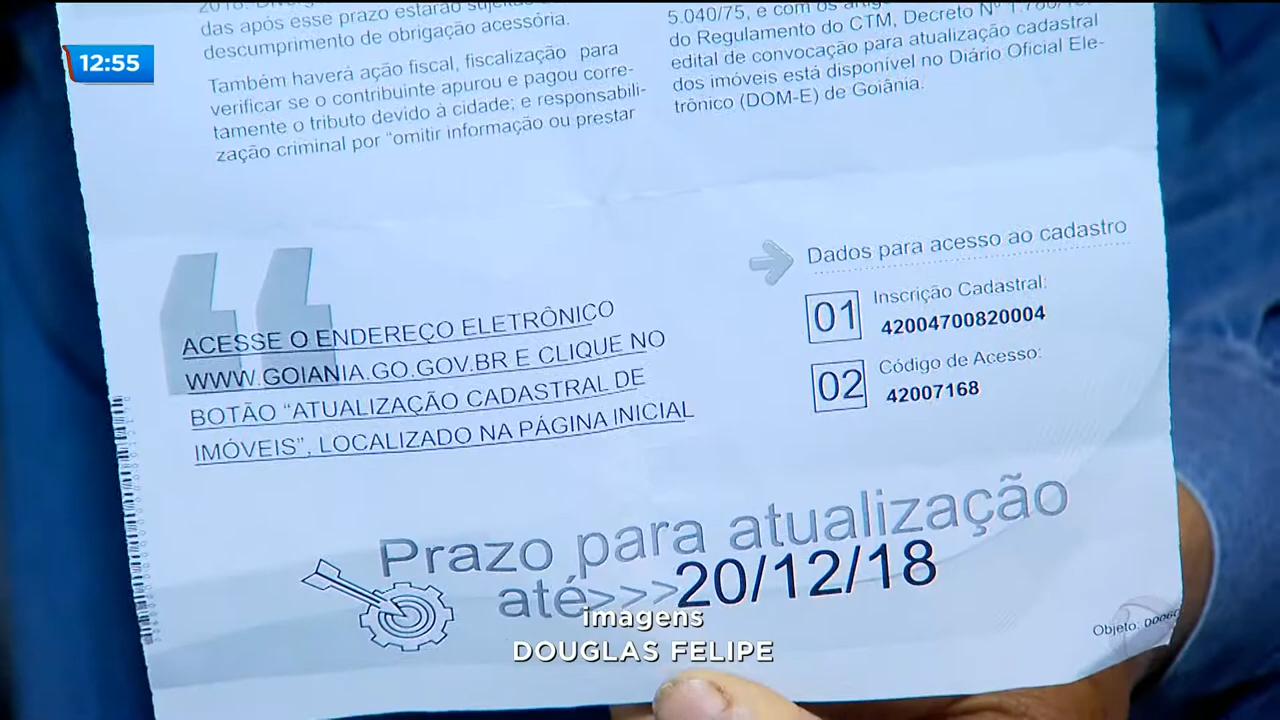 12:55
das após esse prazo estarão
descumprimento de obrigação acessória.
Também haverá ação fiscal, fiscalização para
verificar se o contribuinte apurou e pagou corre-
tamente o tributo devido à cidade; e responsabili-
zação criminal por “omitir informação ou prestar
5.040/75, e com os
do Regulamento do CTM, Decreto Nº
edital de convocação para atualização cadastral
dos imóveis está disponível no Diário Oficial Ele-
trônico (DOM-E) de Goiânia.
ACESSE O ENDEREÇO ELETRÔNICO
WWW.GOIANIA.GO.GOV.BR E CLIQUE NO
BOTÃO “ATUALIZAÇÃO CADASTRAL DE
IMÓVEIS”, LOCALIZADO NA PÁGINA INICIAL
Dados para acesso ao cadastro
01 Inscrição Cadastral:
42004700820004
02 Código de Acesso:
42007168
Prazo para atualização
até>>>20/12/18
imagens
DOUGLAS FELIPE
Objeto: